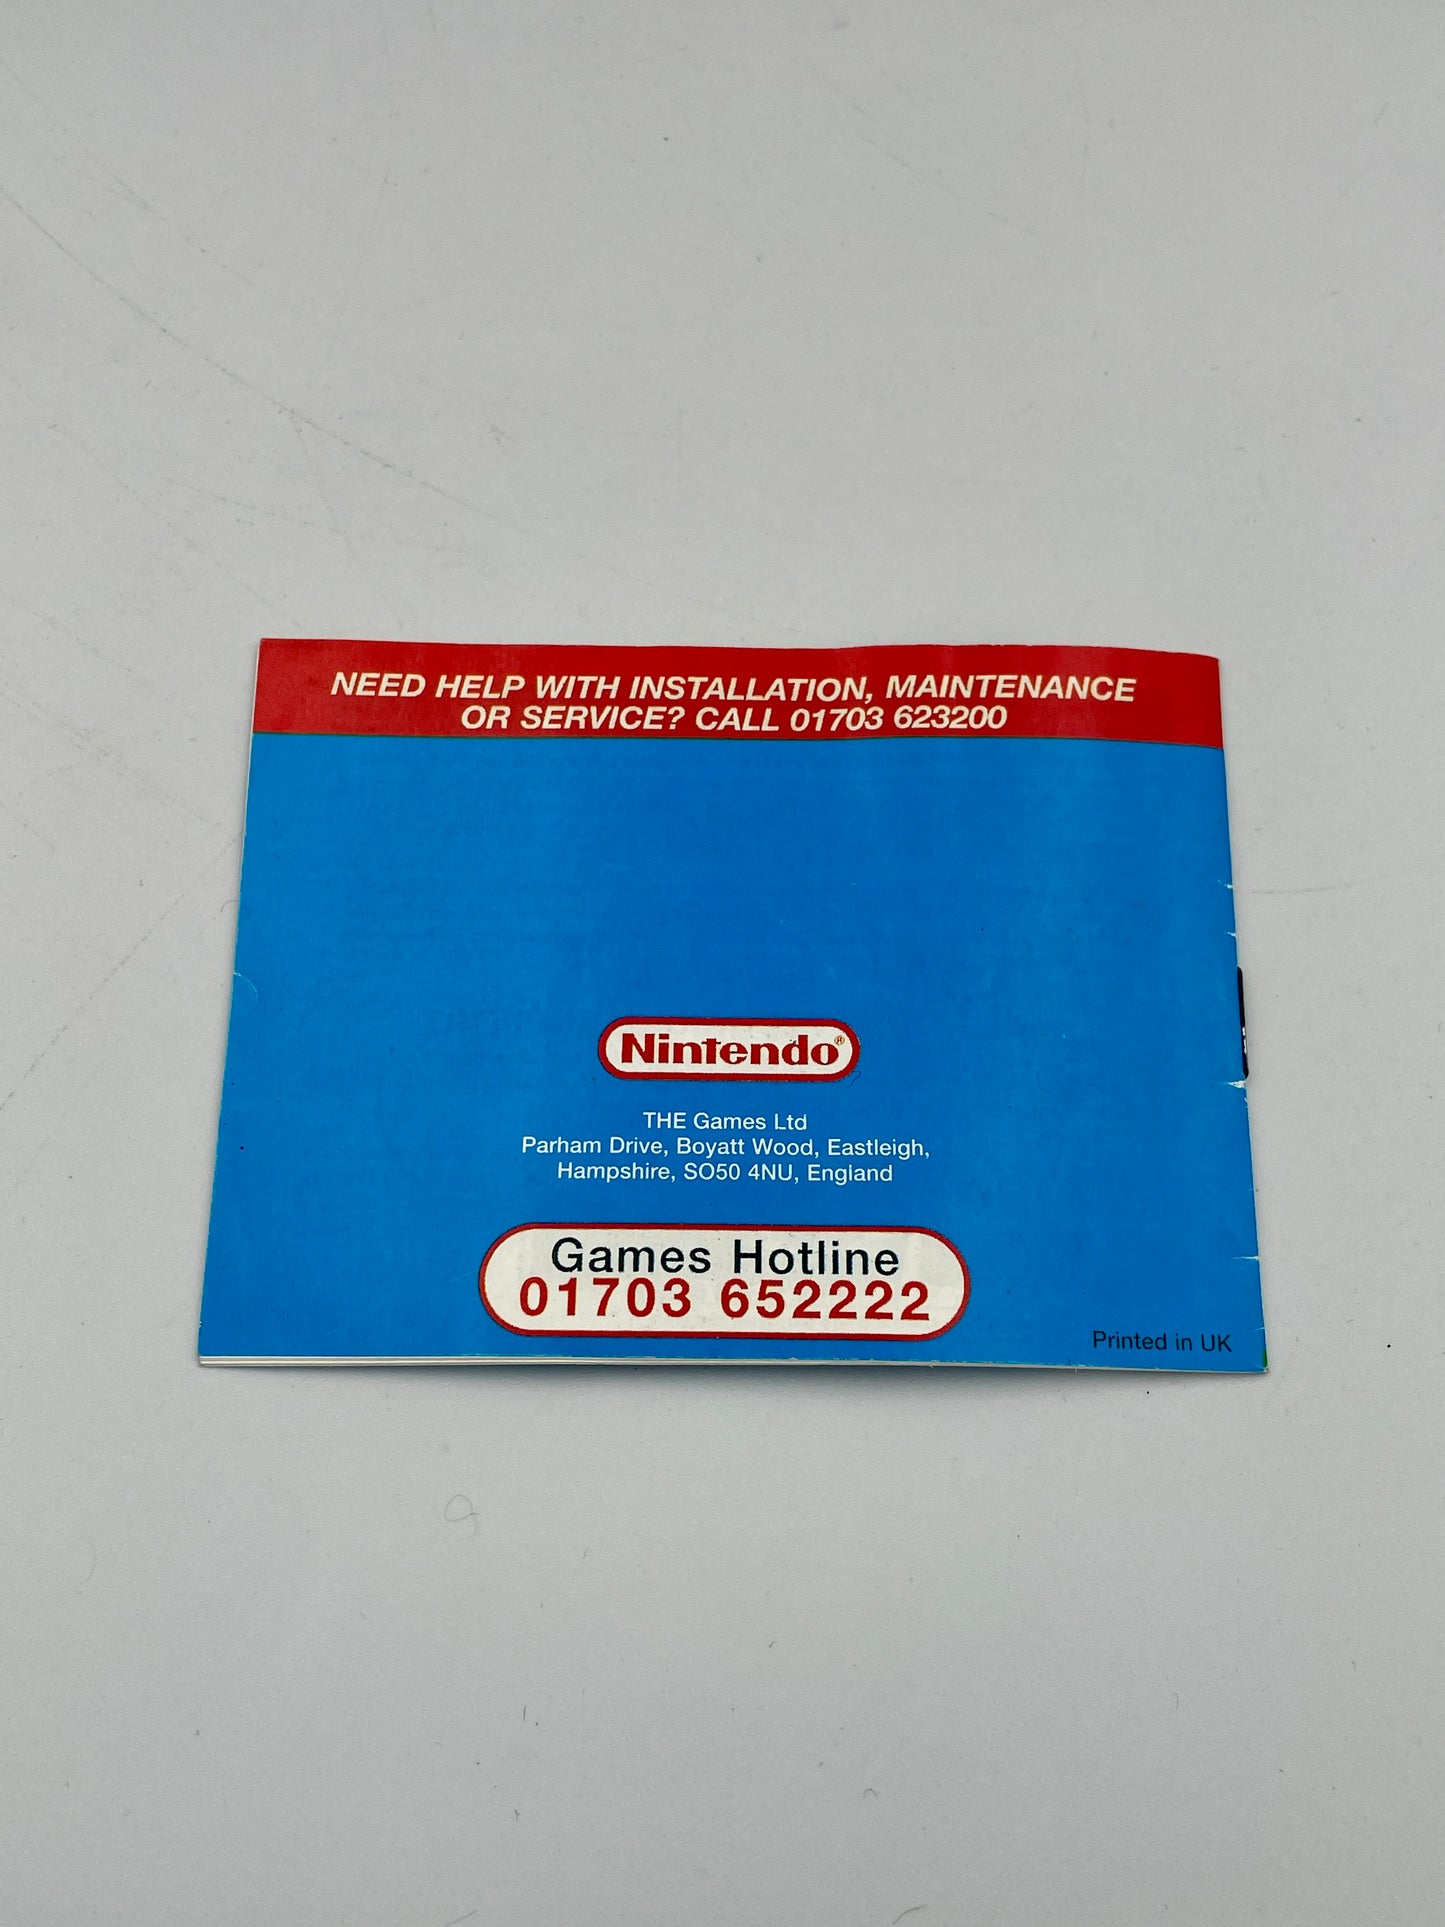 NEED HELP WITH INSTALLATION, MAINTENANCE
OR SERVICE? CALL 01703 623200
Nintendo®
THE Games Ltd
Parham Drive, Boyatt Wood, Eastleigh,
Hampshire, SO50 4NU, England
Games Hotline
01703 652222
Printed in UK